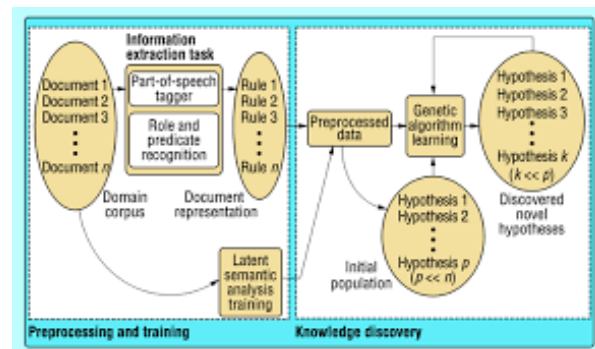 Information
extraction task
Document 1
Document 2
Document 3
Document n
Part-of-speech
tagger
Role and
predicate
recognition
Rule 1
Rule 2
Rule 3
Rule n
Domain
corpus
Document
representation
Latent
semantic
analysis
training
Preprocessing and training
Preprocessed
data
Genetic
algorithm
learning
Hypothesis 1
Hypothesis 2
Hypothesis 3
Hypothesis k
(k << p)
Discovered
novel
hypotheses
Hypothesis 1
Hypothesis 2
Hypothesis p
(p << n)
Initial
population
Knowledge discovery